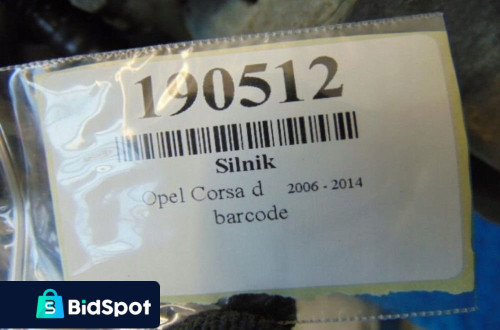 190512
Silnik
Opel Corsa d 2006 - 2014
barcode
S
BidSpot